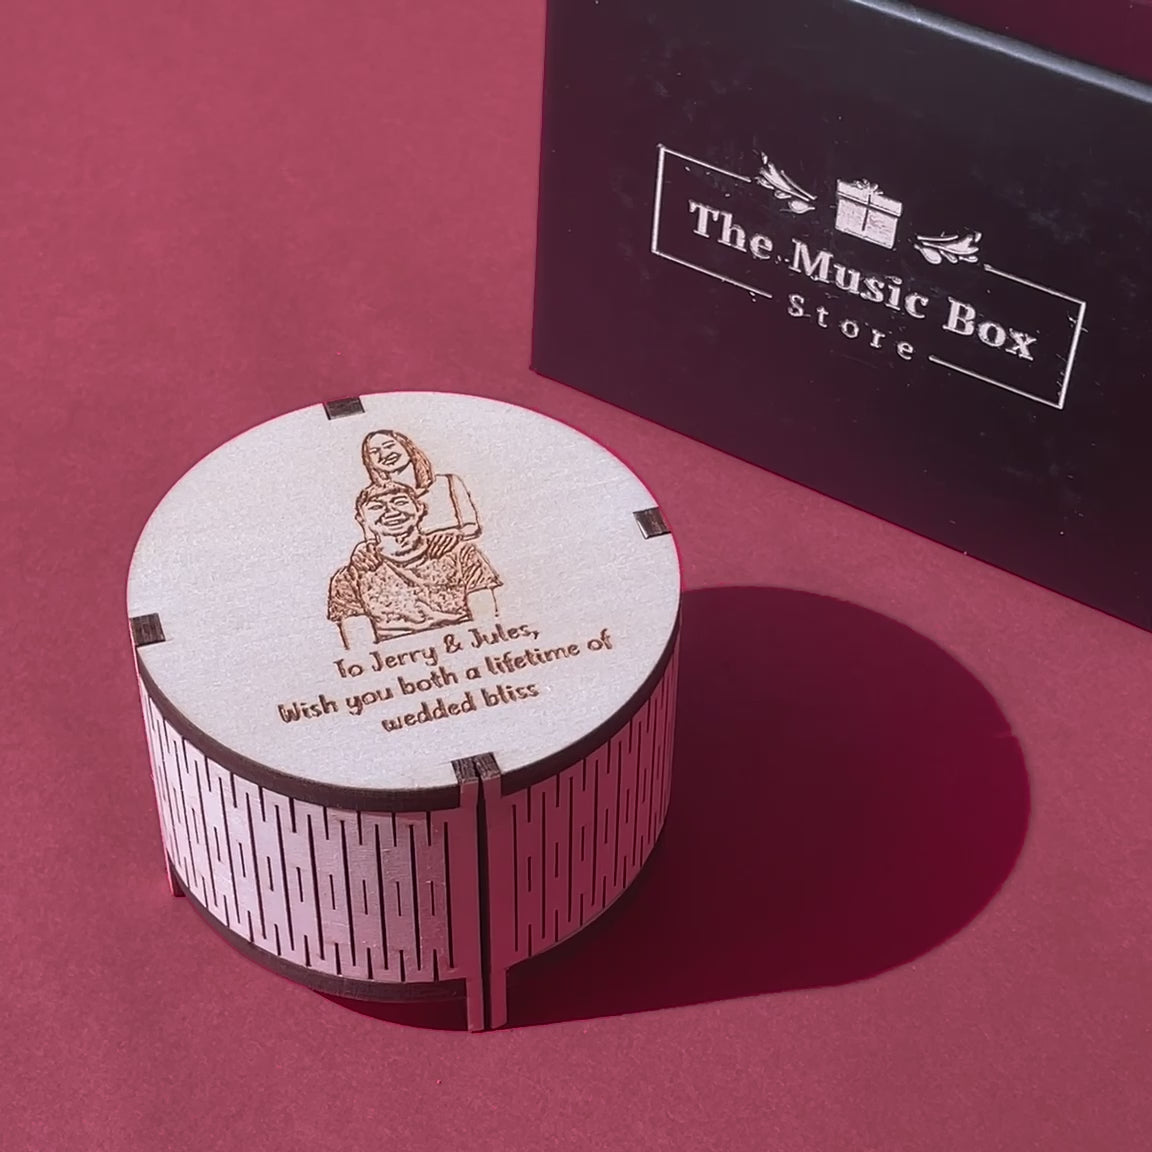 The Music Box
Store
To Jerry & Jules,
Wish you both a lifetime of
wedded bliss